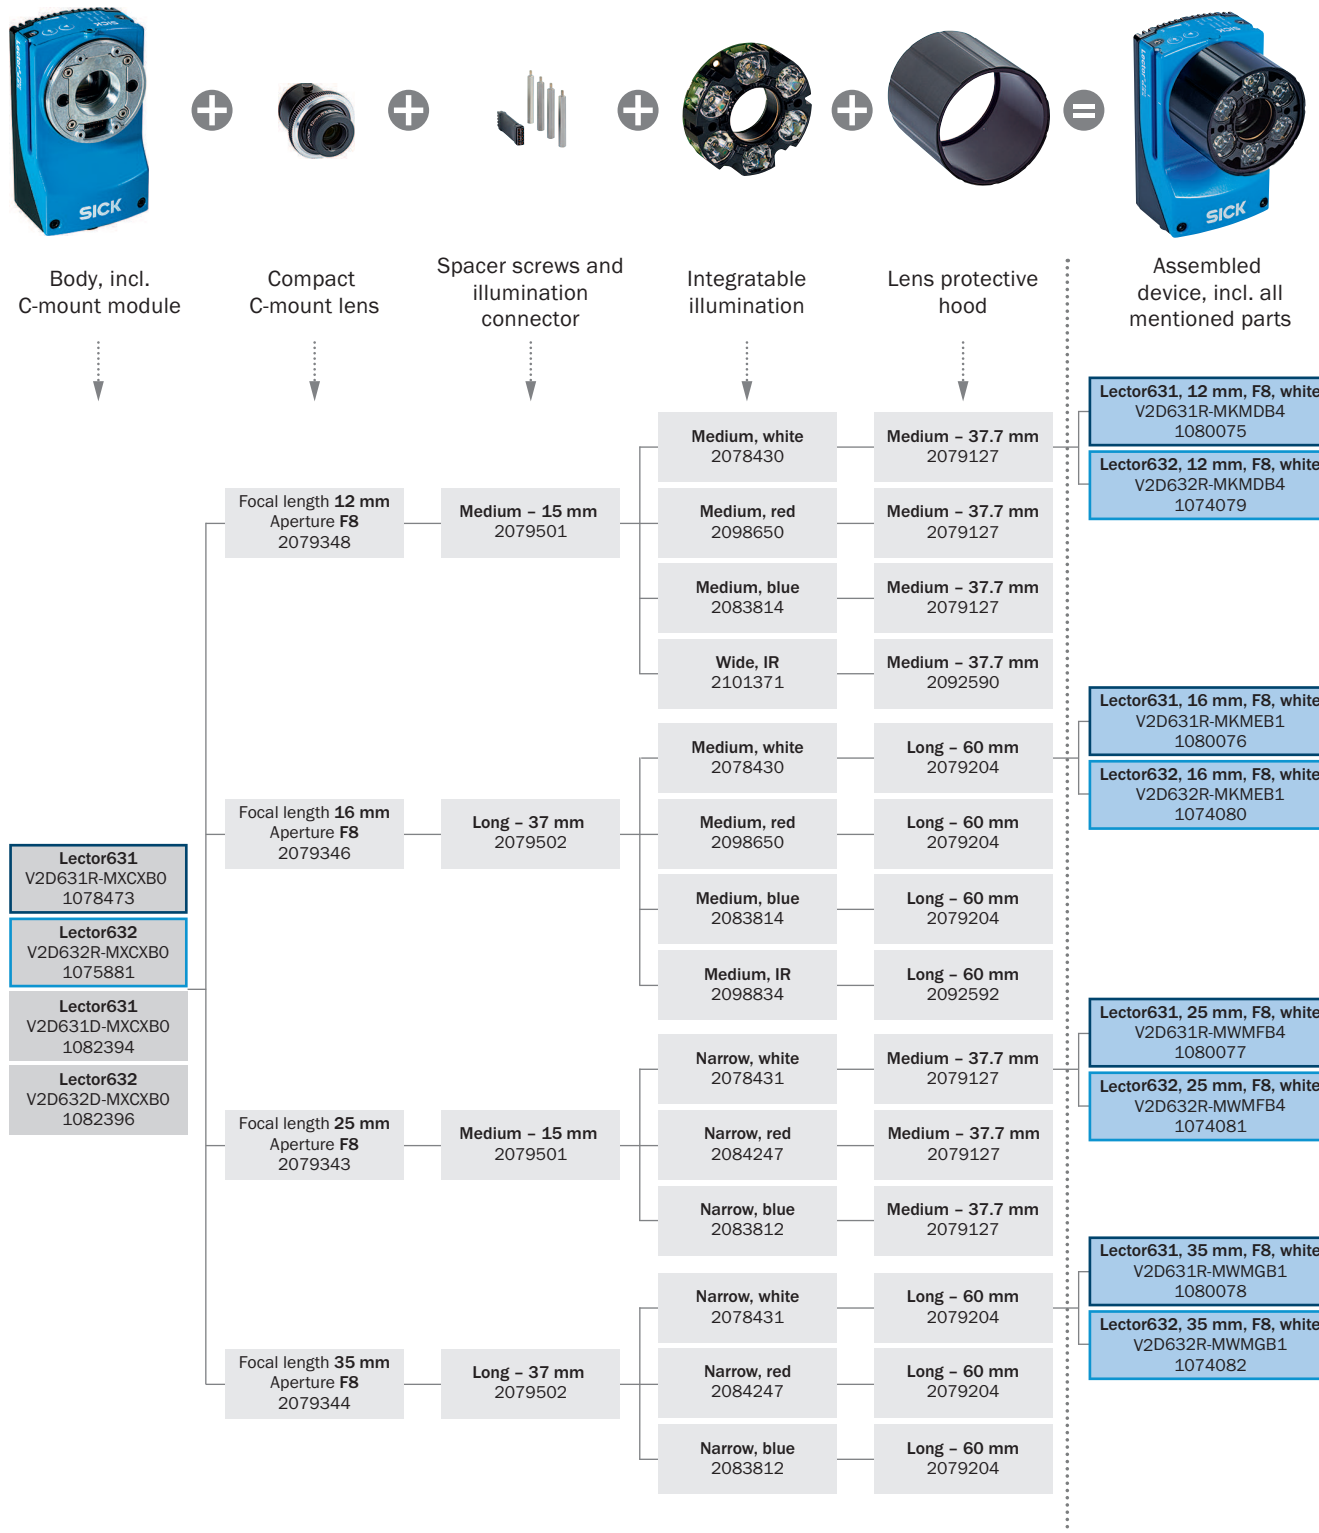 SICK
SICK
SICK
SICK
Body, incl.
C-mount module
Compact
C-mount lens
Spacer screws and
illumination
connector
Integratable
illumination
Lens protective
hood
Assembled
device, incl. all
mentioned parts
Lector631
V2D631R-MXCXB0
1078473
Lector632
V2D632R-MXCXB0
1075881
Lector631
V2D631D-MXCXB0
1082394
Lector632
V2D632D-MXCXB0
1082396
Focal length 12 mm
Aperture F8
2079348
Medium – 15 mm
2079501
Medium, white
2078430
Medium – 37.7 mm
2079127
Medium, red
2098650
Medium – 37.7 mm
2079127
Medium, blue
2083814
Medium – 37.7 mm
2079127
Wide, IR
2101371
Medium – 37.7 mm
2092590
Lector631, 12 mm, F8, white
V2D631R-MKMDB4
1080075
Lector632, 12 mm, F8, white
V2D632R-MKMDB4
1074079
Focal length 16 mm
Aperture F8
2079346
Long – 37 mm
2079502
Medium, white
2078430
Long – 60 mm
2079204
Medium, red
2098650
Long – 60 mm
2079204
Medium, blue
2083814
Long – 60 mm
2079204
Medium, IR
2098834
Long – 60 mm
2092592
Lector631, 16 mm, F8, white
V2D631R-MKMEB1
1080076
Lector632, 16 mm, F8, white
V2D632R-MKMEB1
1074080
Focal length 25 mm
Aperture F8
2079343
Medium – 15 mm
2079501
Narrow, white
2078431
Medium – 37.7 mm
2079127
Narrow, red
2084247
Medium – 37.7 mm
2079127
Narrow, blue
2083812
Medium – 37.7 mm
2079127
Lector631, 25 mm, F8, white
V2D631R-MWMFB4
1080077
Lector632, 25 mm, F8, white
V2D632R-MWMFB4
1074081
Focal length 35 mm
Aperture F8
2079344
Long – 37 mm
2079502
Narrow, white
2078431
Long – 60 mm
2079204
Narrow, red
2084247
Long – 60 mm
2079204
Narrow, blue
2083812
Long – 60 mm
2079204
Lector631, 35 mm, F8, white
V2D631R-MWMGB1
1080078
Lector632, 35 mm, F8, white
V2D632R-MWMGB1
1074082